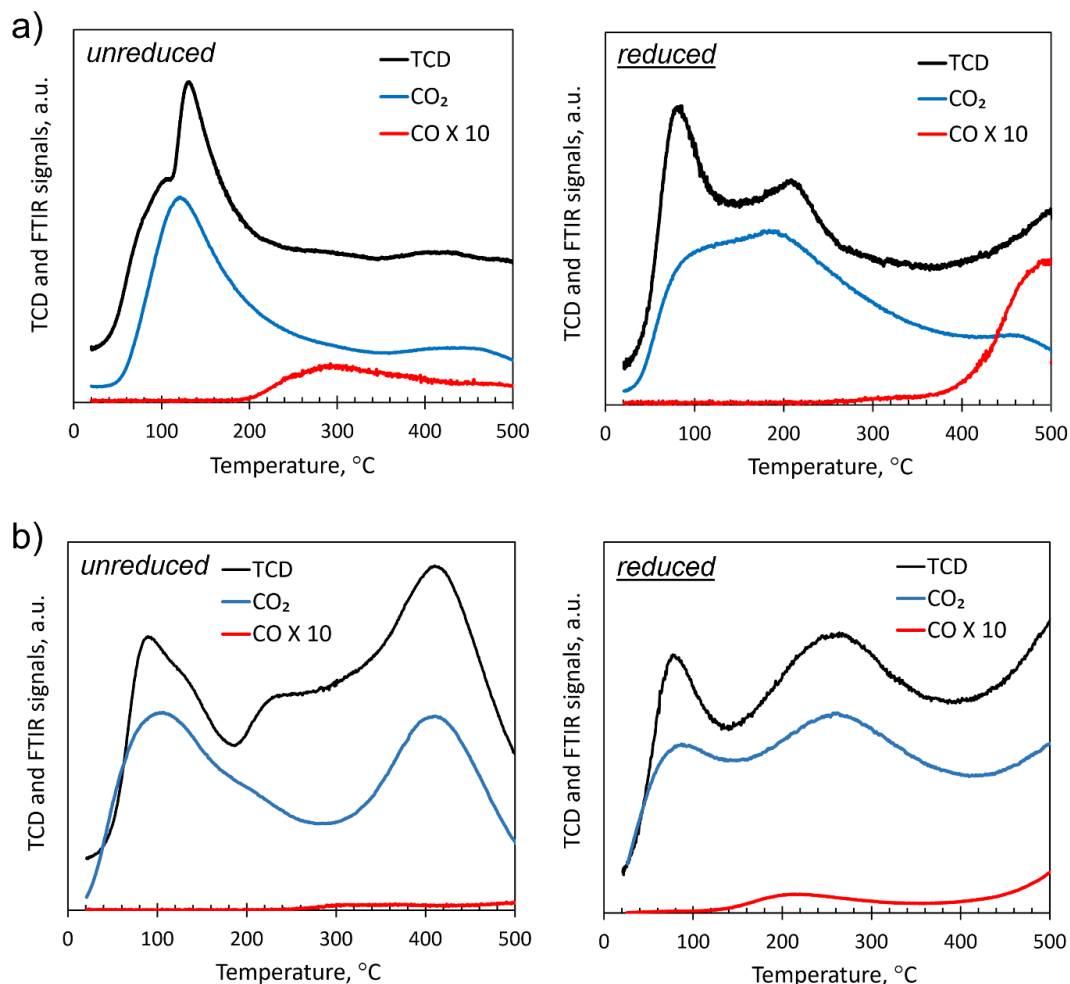 a)
unreduced
TCD
CO₂
CO X 10
TCD and FTIR signals, a.u.
0 100 200 300 400 500
Temperature, °C
reduced
TCD
CO₂
CO X 10
TCD and FTIR signals, a.u.
0 100 200 300 400 500
Temperature, °C
b)
unreduced
TCD
CO₂
CO X 10
TCD and FTIR signals, a.u.
0 100 200 300 400 500
Temperature, °C
reduced
TCD
CO₂
CO X 10
TCD and FTIR signals, a.u.
0 100 200 300 400 500
Temperature, °C